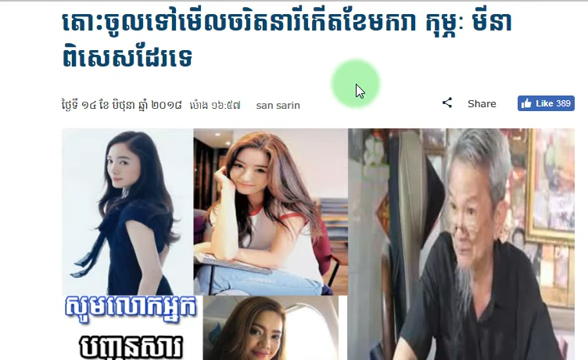 តោះចូលទៅមើលចរិតនារីកើតខែមករា កុម្ភៈ មីនា
ពិសេសដែរទេ
ថ្ងៃទី ១៤ ខែ មិថុនា ឆ្នាំ ២០១៨ ម៉ោង ១៦:៥៧ san sarin Share Like 389
សូមលោកអ្នក
បញ្ជូនសារ